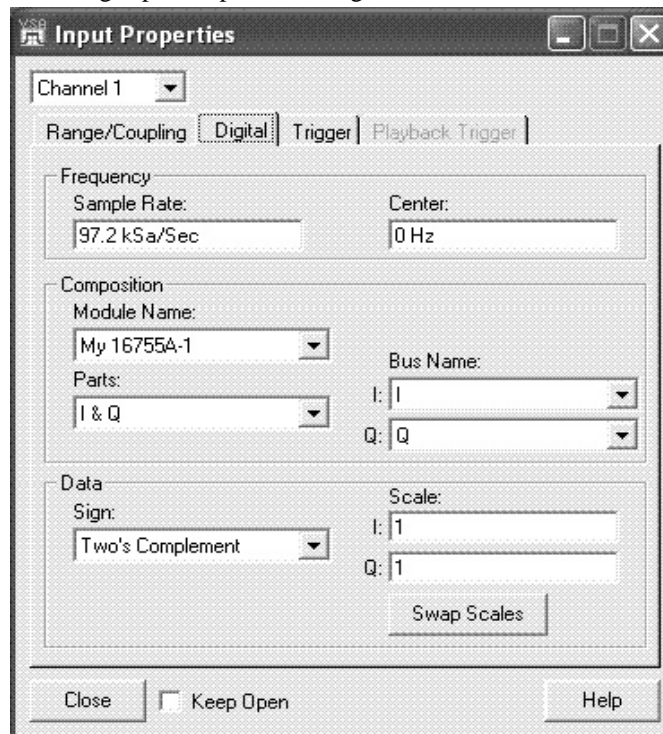 VSA
Input Properties
Channel 1
Range/Coupling Digital Trigger Playback Trigger
Frequency
Sample Rate: Center:
97.2 kSa/Sec 0 Hz
Composition
Module Name:
My 16755A-1
Bus Name:
Parts:
I: I
I & Q
Q: Q
Data
Scale:
Sign:
I: 1
Two's Complement
Q: 1
Swap Scales
Close Keep Open Help